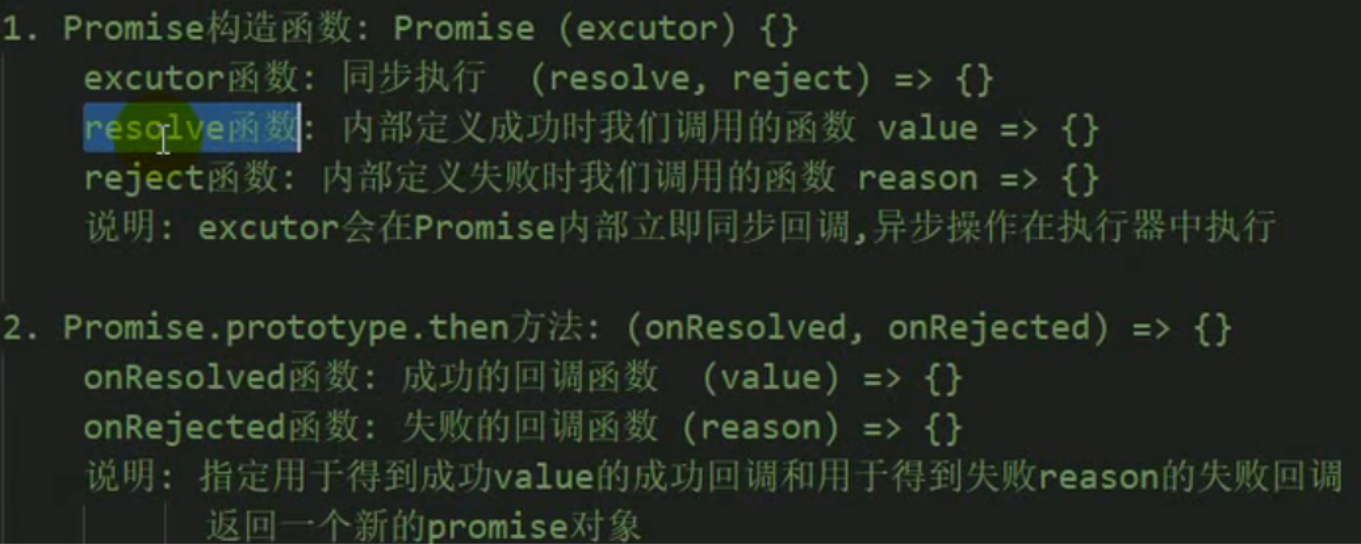 1. Promise构造函数: Promise (excutor) {}
excutor函数: 同步执行 (resolve, reject) => {}
resolve函数: 内部定义成功时我们调用的函数 value => {}
reject函数: 内部定义失败时我们调用的函数 reason => {}
说明: excutor会在Promise内部立即同步回调,异步操作在执行器中执行
2. Promise.prototype.then方法: (onResolved, onRejected) => {}
onResolved函数: 成功的回调函数 (value) => {}
onRejected函数: 失败的回调函数 (reason) => {}
说明: 指定用于得到成功value的成功回调和用于得到失败reason的失败回调
返回一个新的promise对象